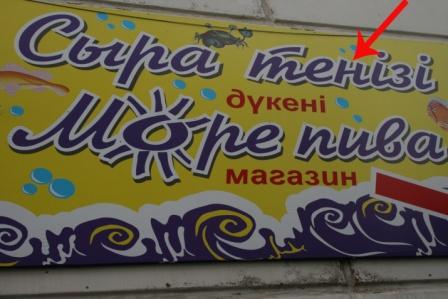 Сыра теңізі
дүкені
Море пива
магазин